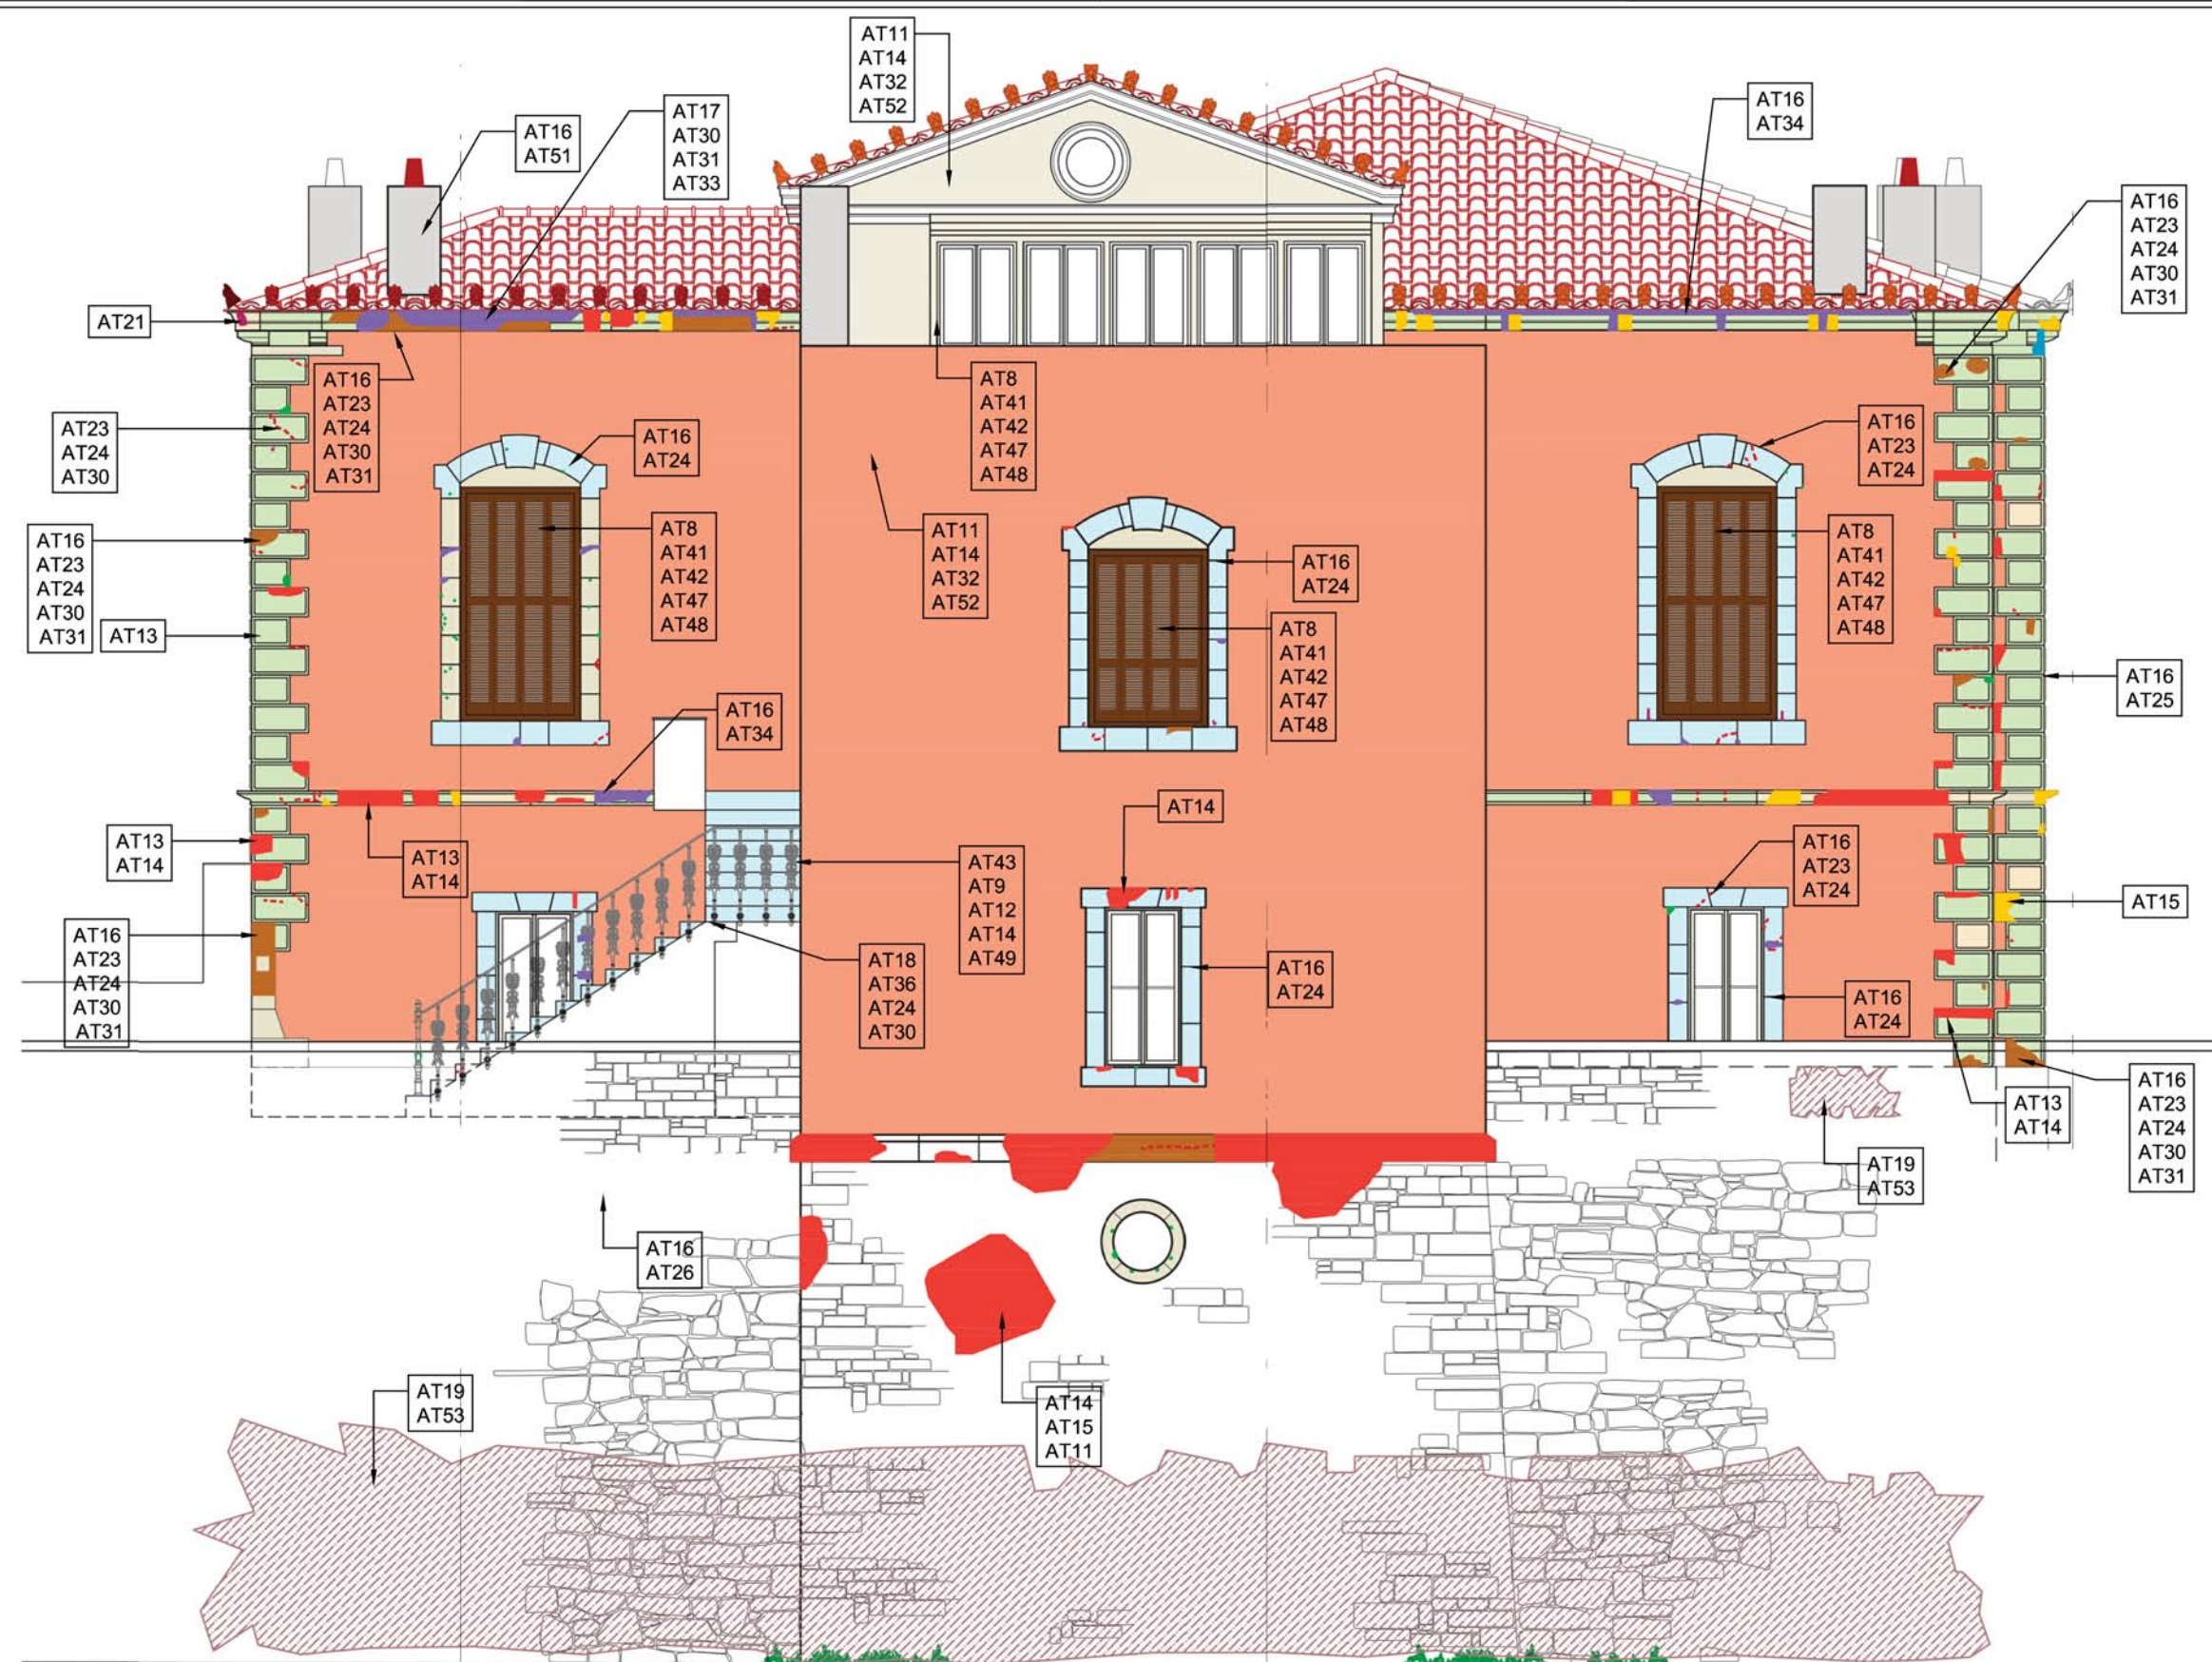 AT11
AT14
AT32
AT52
AT17
AT30
AT31
AT33
AT16
AT51
AT16
AT34
AT16
AT23
AT24
AT30
AT31
AT21
AT16
AT23
AT24
AT30
AT31
AT8
AT41
AT42
AT47
AT48
AT23
AT24
AT30
AT16
AT24
AT16
AT23
AT24
AT16
AT23
AT24
AT30
AT31
AT13
AT8
AT41
AT42
AT47
AT48
AT11
AT14
AT32
AT52
AT16
AT24
AT8
AT41
AT42
AT47
AT48
AT8
AT41
AT42
AT47
AT48
AT16
AT25
AT16
AT34
AT14
AT13
AT14
AT13
AT14
AT43
AT9
AT12
AT14
AT49
AT16
AT23
AT24
AT15
AT16
AT23
AT24
AT30
AT31
AT18
AT36
AT24
AT30
AT16
AT24
AT16
AT24
AT13
AT14
AT16
AT23
AT24
AT30
AT31
AT19
AT53
AT16
AT26
AT19
AT53
AT14
AT15
AT11